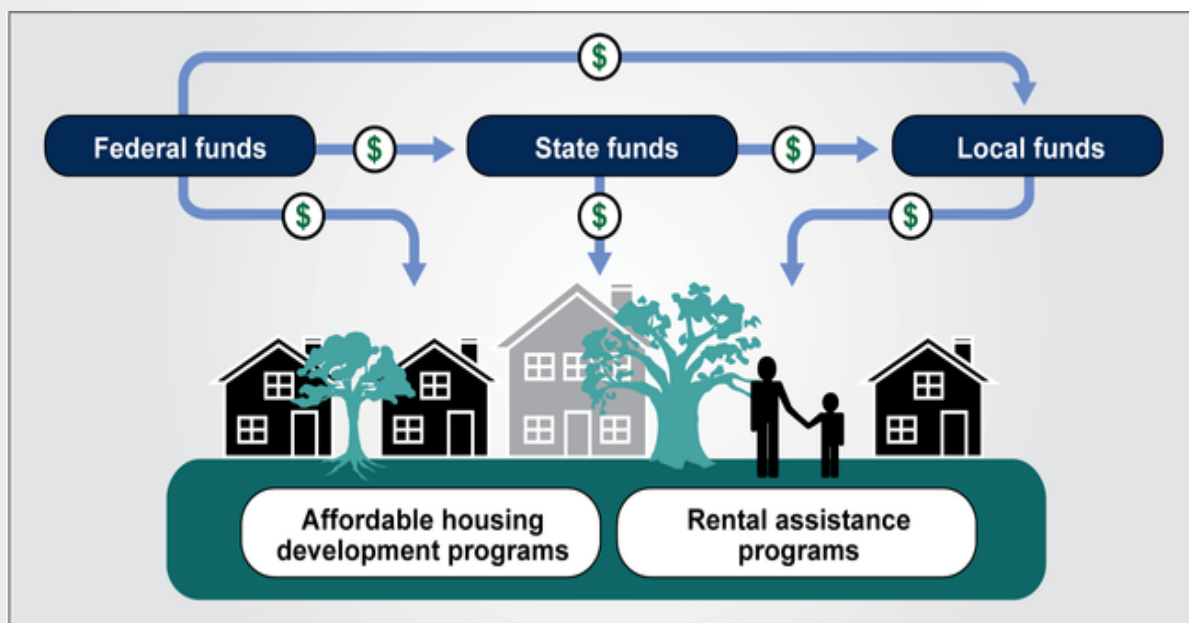 $
Federal funds
$
State funds
$
Local funds
$
$
$
Affordable housing
development programs
Rental assistance
programs